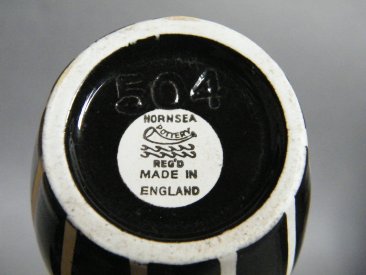 504
HORNSEA
POTTERY
REG'D
MADE IN
ENGLAND